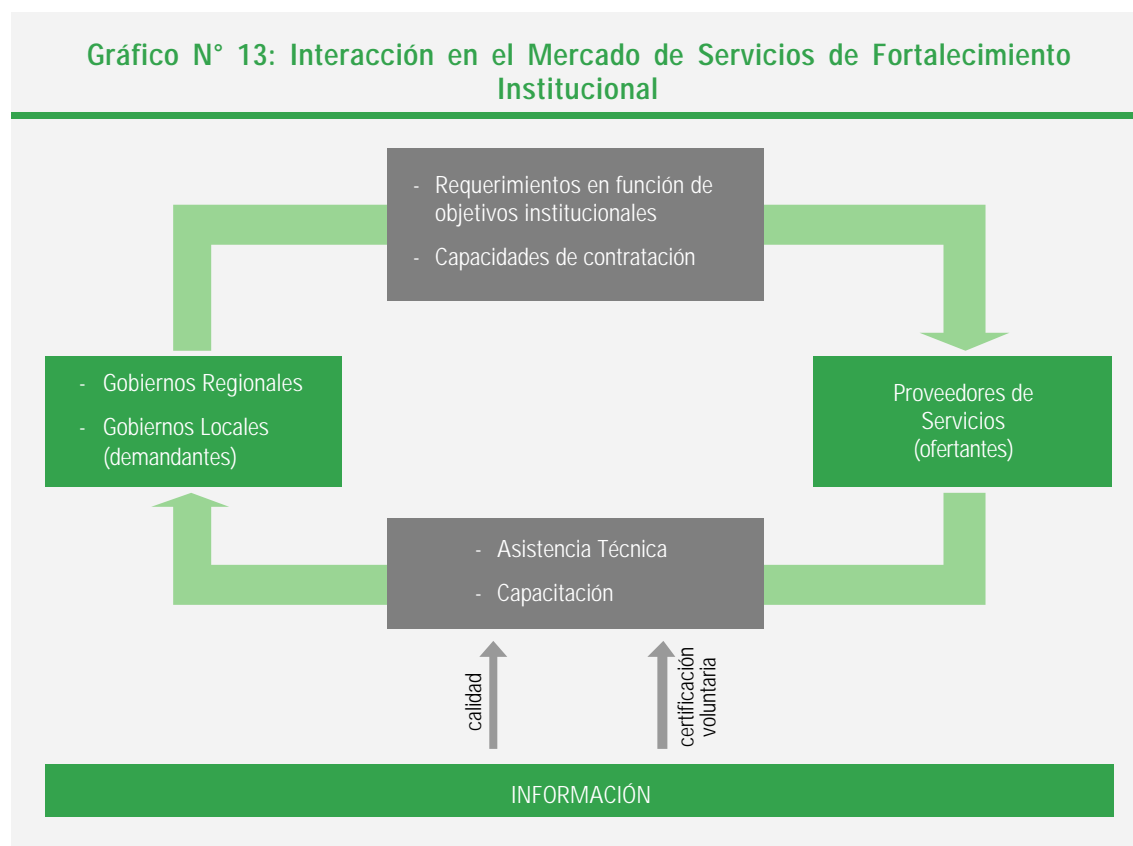 Gráfico N° 13: Interacción en el Mercado de Servicios de Fortalecimiento
Institucional
- Requerimientos en función de
objetivos institucionales
- Capacidades de contratación
- Gobiernos Regionales
- Gobiernos Locales
(demandantes)
Proveedores de
Servicios
(ofertantes)
- Asistencia Técnica
- Capacitación
calidad
certificación
voluntaria
INFORMACIÓN